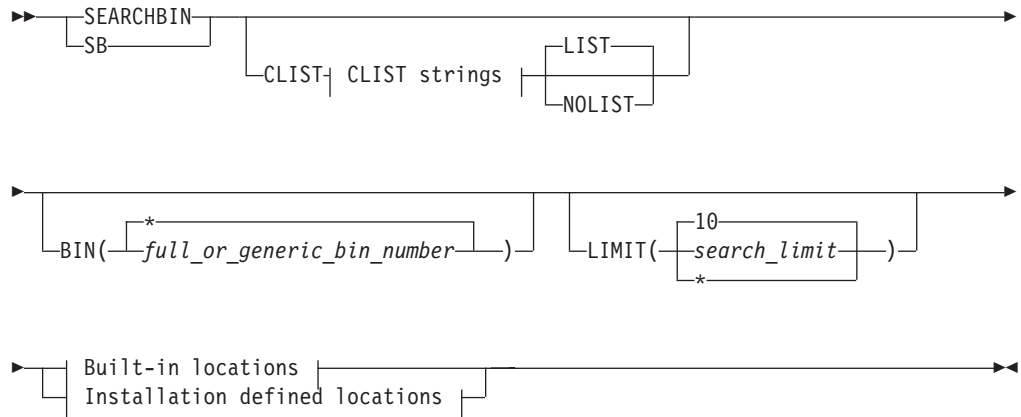 SEARCHBIN
SB
CLIST CLIST strings
LIST
NOLIST
BIN(
*
full_or_generic_bin_number
)
LIMIT(
10
search_limit
*
)
Built-in locations
Installation defined locations